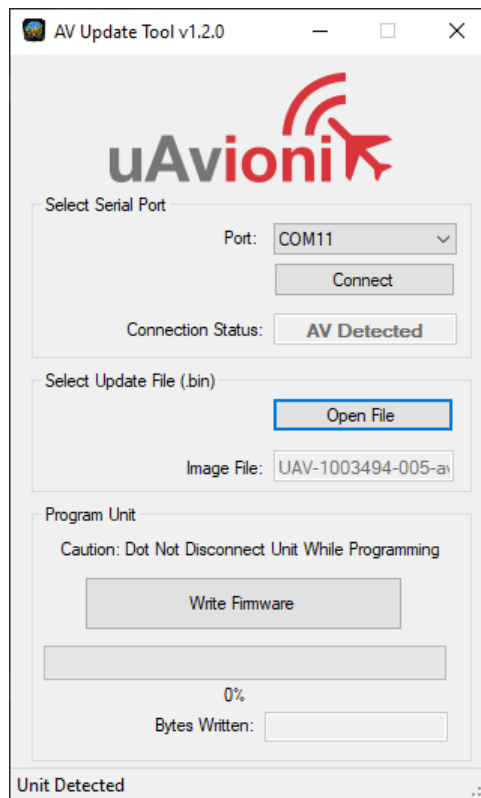 AV Update Tool v1.2.0
uAvionix
Select Serial Port
Port: COM11
Connect
Connection Status: AV Detected
Select Update File (.bin)
Open File
Image File: UAV-1003494-005-av
Program Unit
Caution: Dot Not Disconnect Unit While Programming
Write Firmware
0%
Bytes Written:
Unit Detected